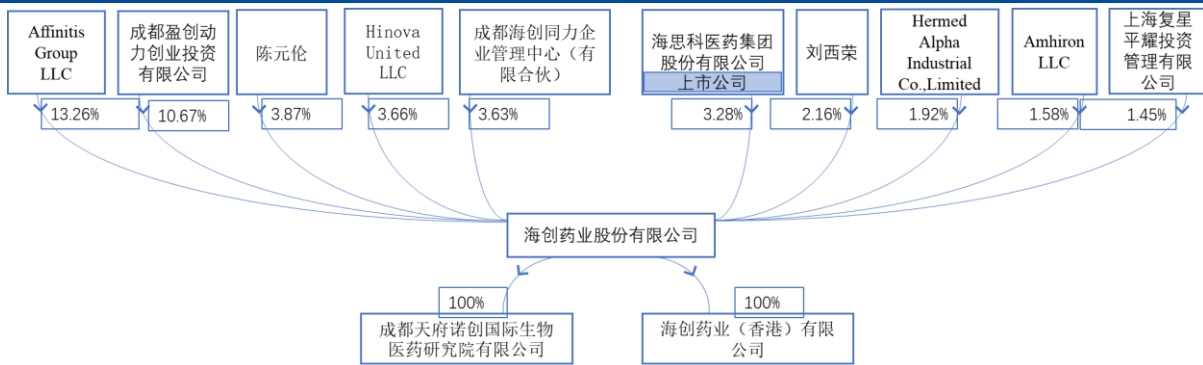 Affinitis
Group
LLC
成都盈创动
力创业投资
有限公司
陈元伦
Hinova
United
LLC
成都海创同力企
业管理中心（有
限合伙）
海思科医药集团
股份有限公司
上市公司
刘西荣
Hermed
Alpha
Industrial
Co.,Limited
Amhiron
LLC
上海复星
平耀投资
管理有限
公司
13.26%
10.67%
3.87%
3.66%
3.63%
3.28%
2.16%
1.92%
1.58%
1.45%
海创药业股份有限公司
100%
100%
成都天府诺创国际生物
医药研究院有限公司
海创药业（香港）有限
公司